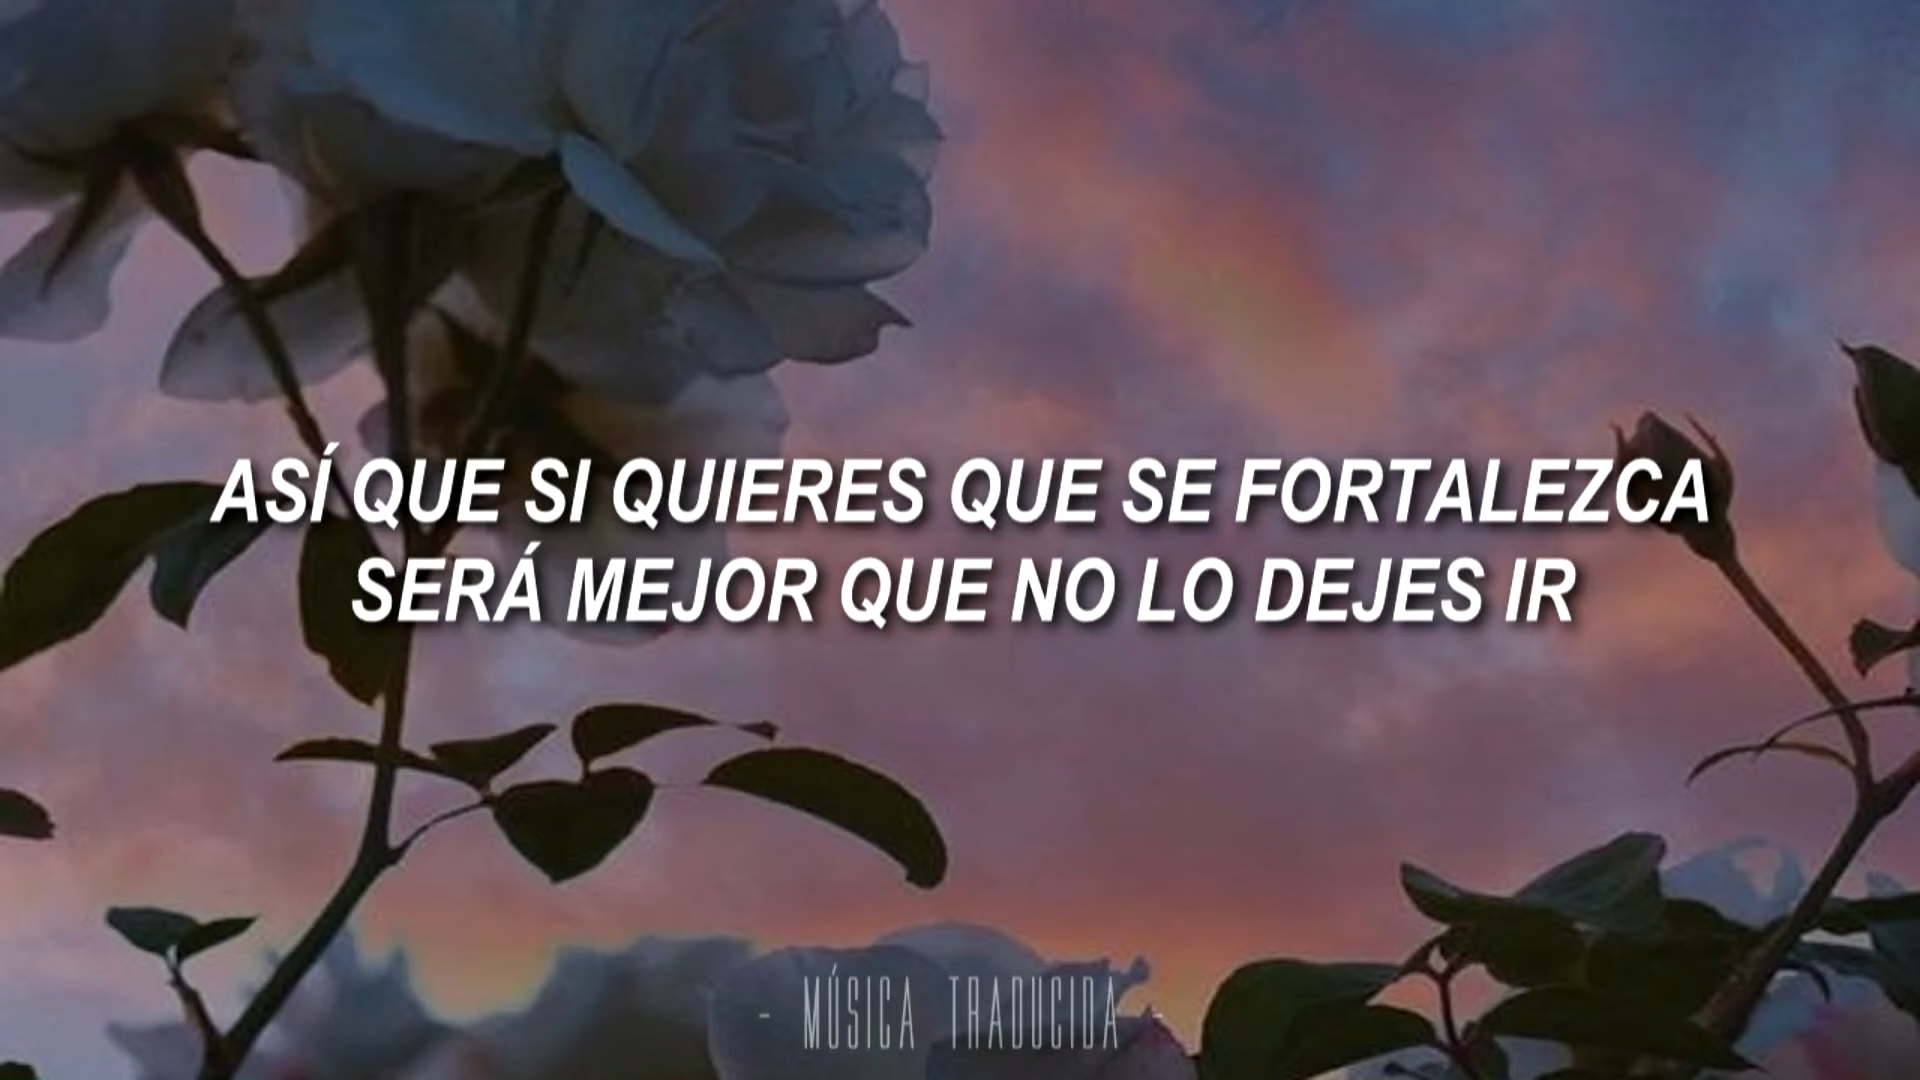 ASÍ QUE SI QUIERES QUE SE FORTALEZCA
SERÁ MEJOR QUE NO LO DEJES IR
- MÚSICA TRADUCIDA -